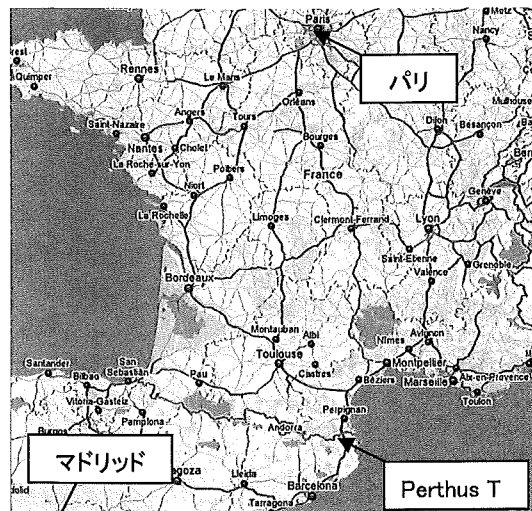 Paris
Metz
Nancy
パリ
Brest
Quimper
Rennes
Le Mans
Orléans
Mulhouse
Angers
Tours
Saint-Nazaire
Nantes
Cholet
Bourges
Dijon
Besançon
La Roche-sur-Yon
Poitiers
France
Niort
La Rochelle
Genève
Limoges
Clermont-Ferrand
Lyon
Saint-Etienne
Grenoble
Valence
Bordeaux
Montauban
Albi
Nîmes
Avignon
Toulouse
Castres
Montpellier
Aix-en-Provence
Marseille
Toulon
Béziers
Santander
Bilbao
San Sebastián
Pau
Vitoria-Gasteiz
Pamplona
Perpignan
Andorra
Burgos
マドリッド
Perthus T
Lleida
Barcelona
Tarragona